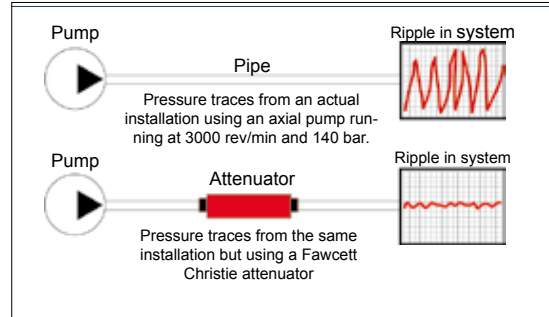 Pump
Ripple in system
Pipe
Pressure traces from an actual
installation using an axial pump run-
ning at 3000 rev/min and 140 bar.
Pump
Ripple in system
Attenuator
Pressure traces from the same
installation but using a Fawcett
Christie attenuator